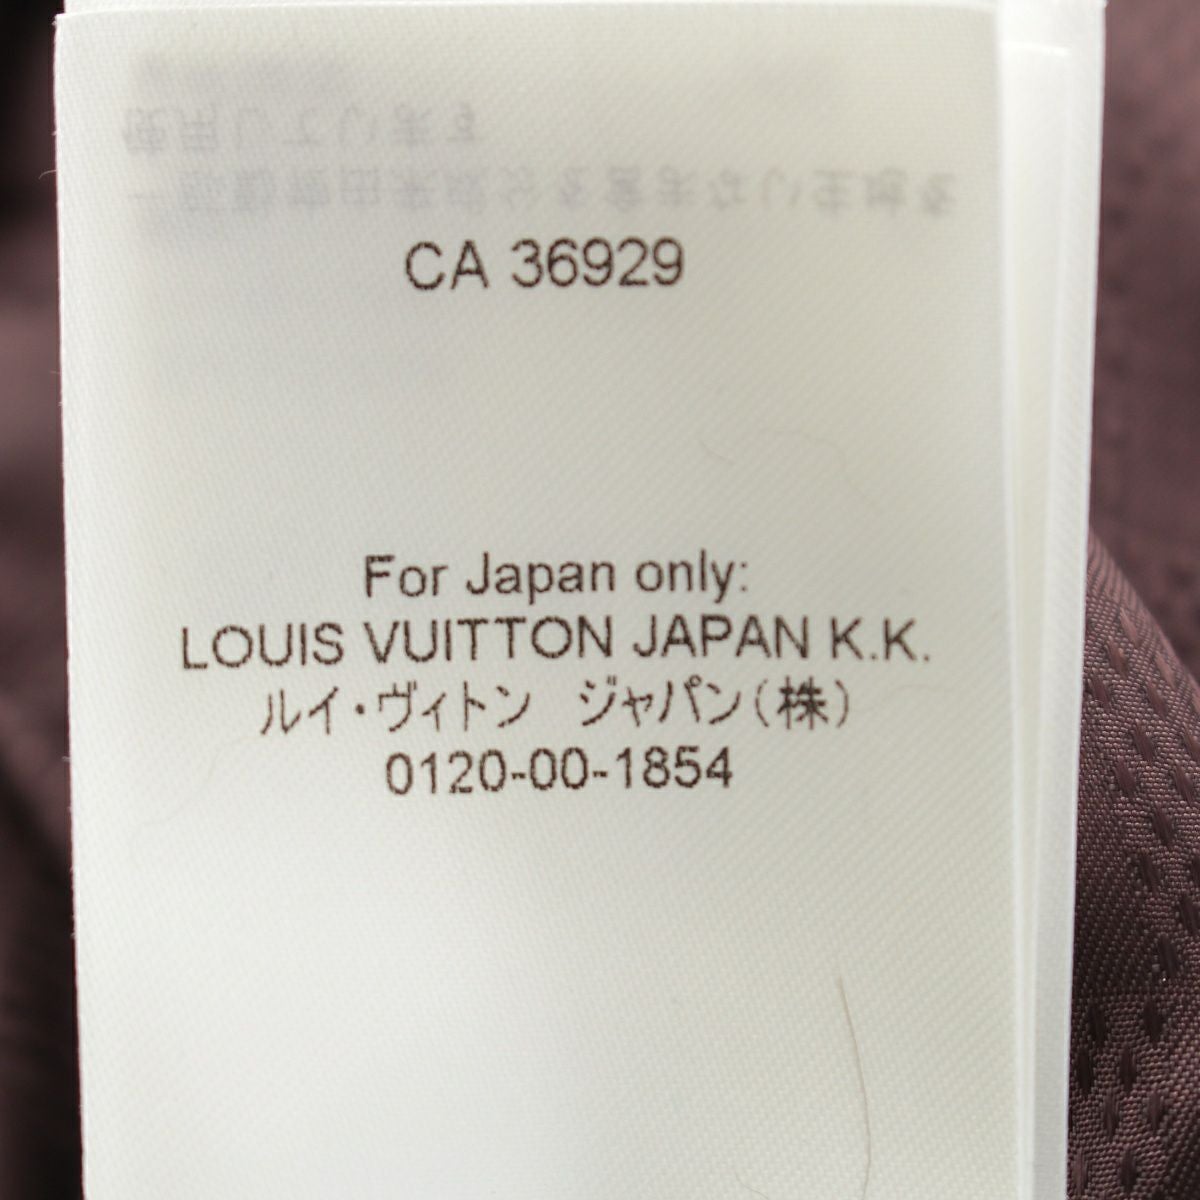 CA 36929
For Japan only:
LOUIS VUITTON JAPAN K.K.
ルイ・ヴィトン　ジャパン(株)
0120-00-1854